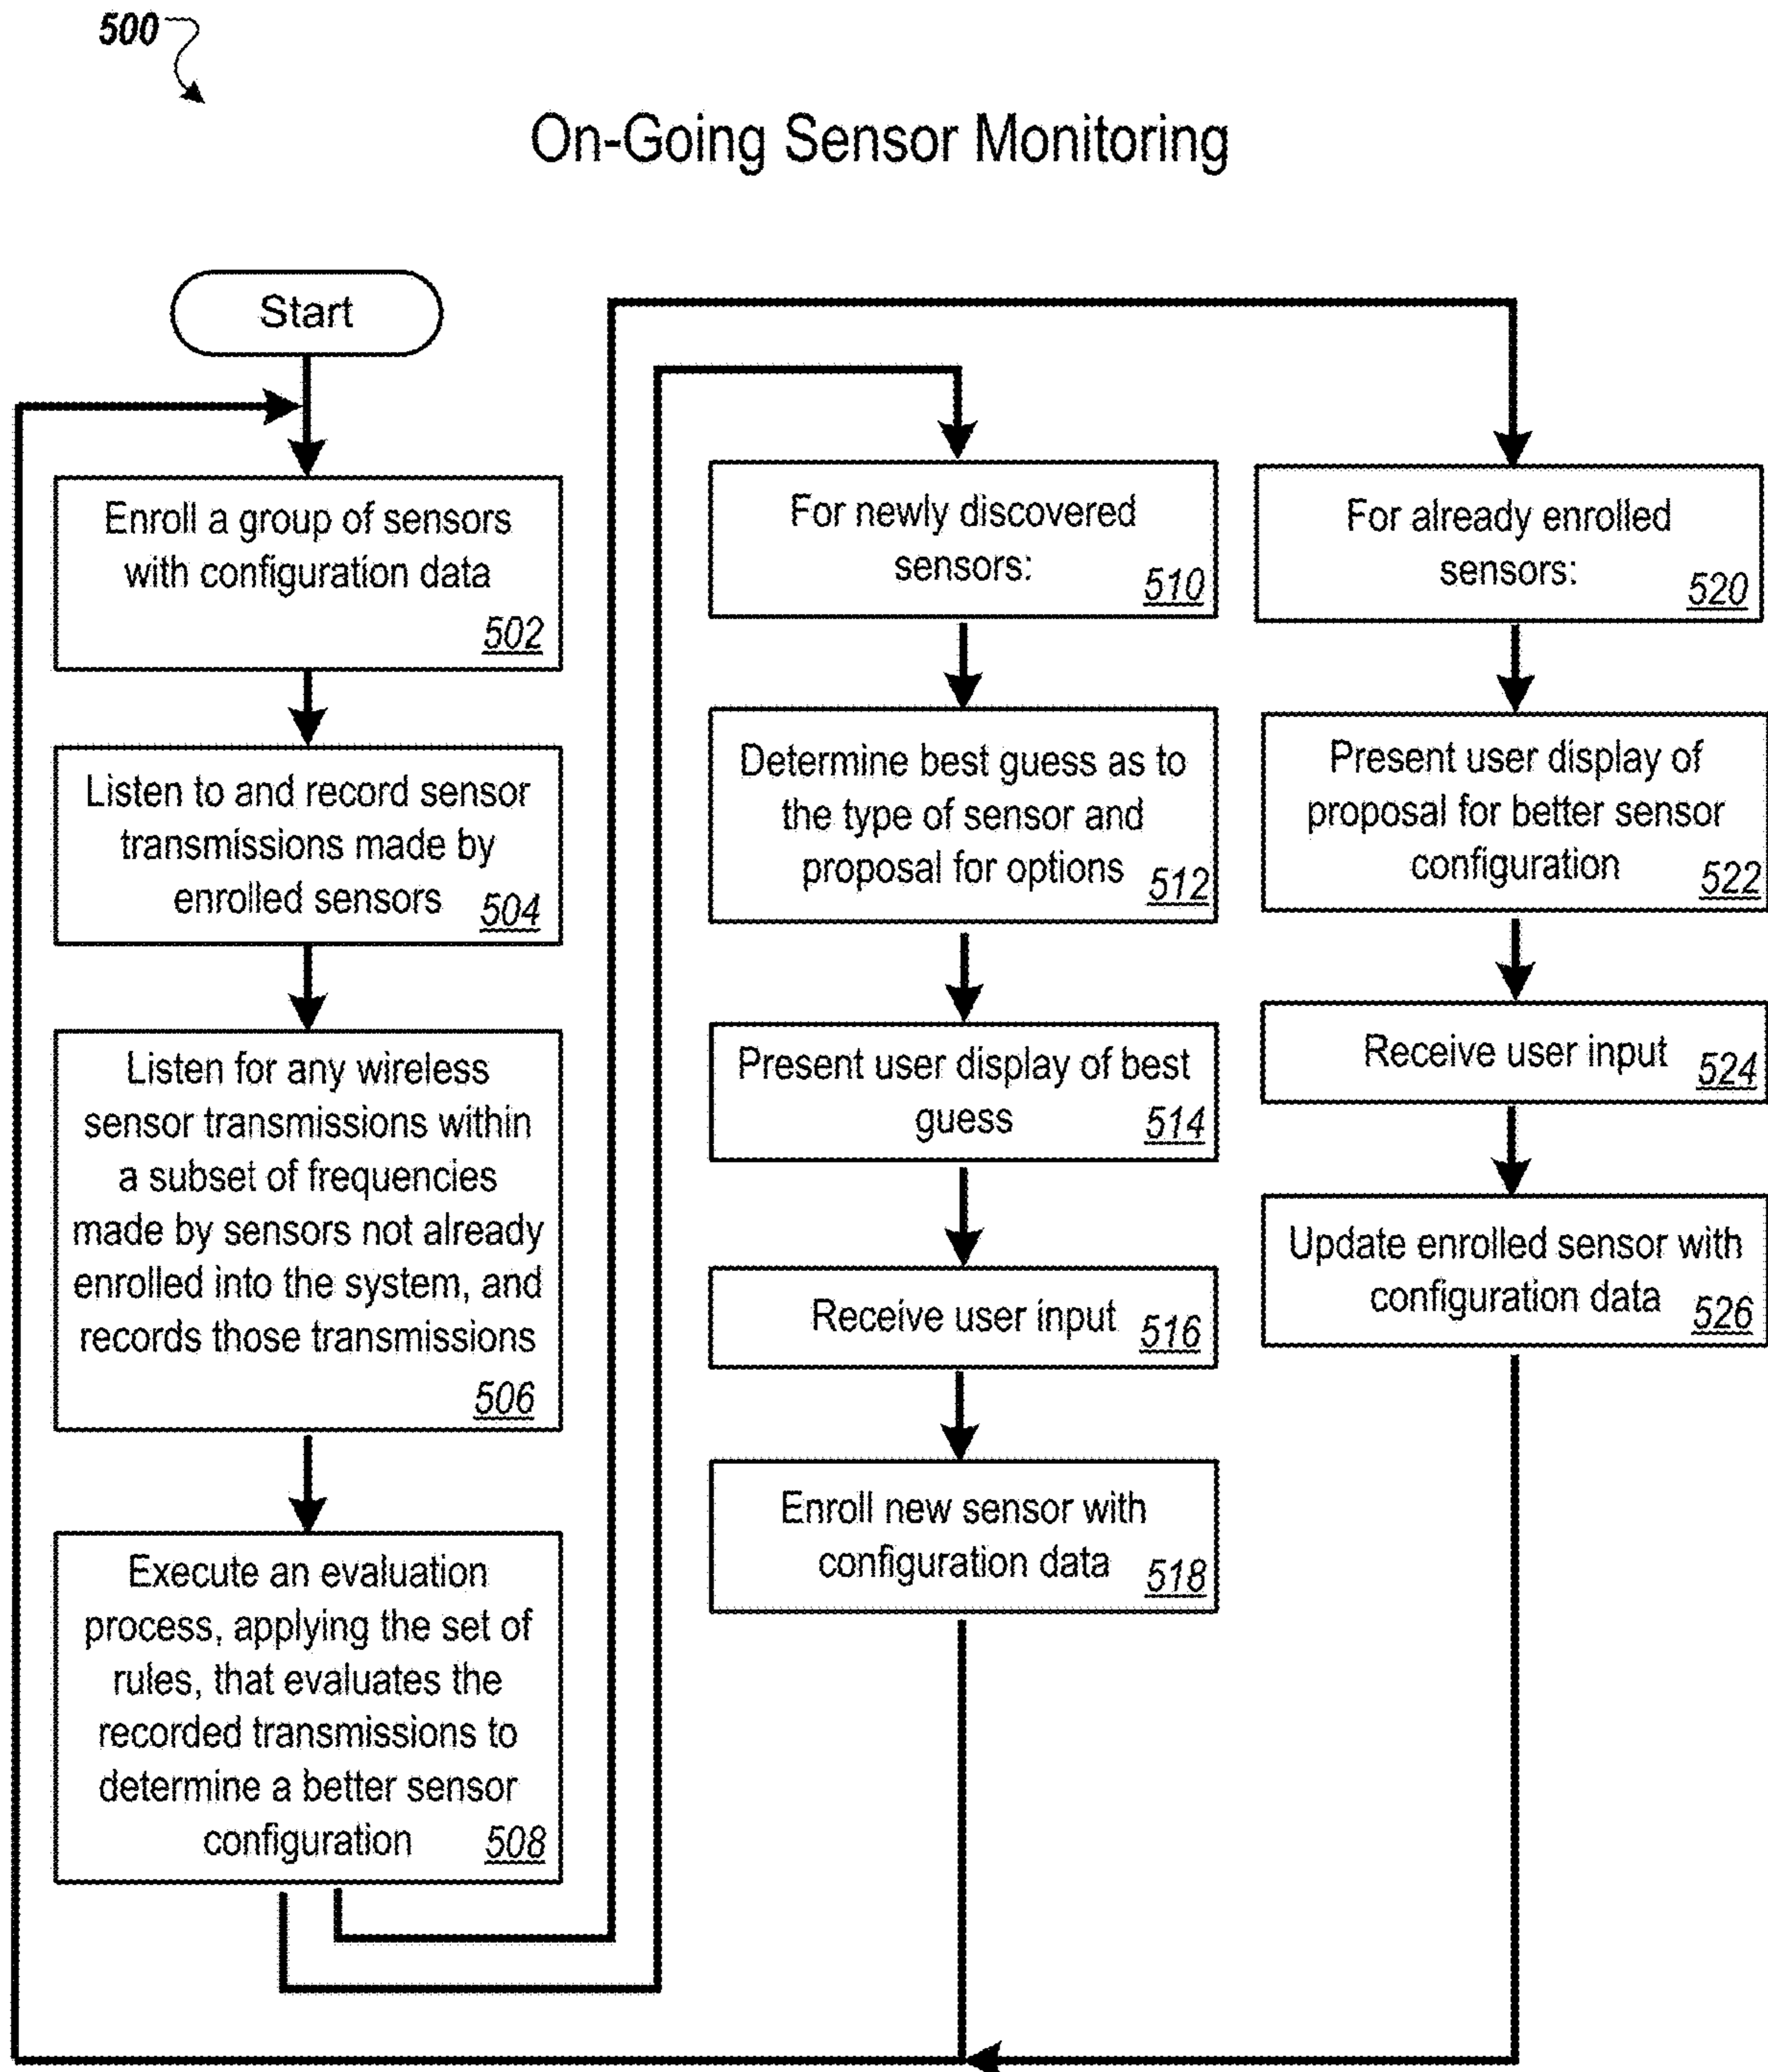 500
On-Going Sensor Monitoring
Start
Enroll a group of sensors
with configuration data
502
Listen to and record sensor
transmissions made by
enrolled sensors 504
Listen for any wireless
sensor transmissions within
a subset of frequencies
made by sensors not already
enrolled into the system, and
records those transmissions
506
Execute an evaluation
process, applying the set of
rules, that evaluates the
recorded transmissions to
determine a better sensor
configuration 508
For newly discovered
sensors: 510
Determine best guess as to
the type of sensor and
proposal for options 512
Present user display of best
guess 514
Receive user input 516
Enroll new sensor with
configuration data 518
For already enrolled
sensors: 520
Present user display of
proposal for better sensor
configuration 522
Receive user input 524
Update enrolled sensor with
configuration data 526